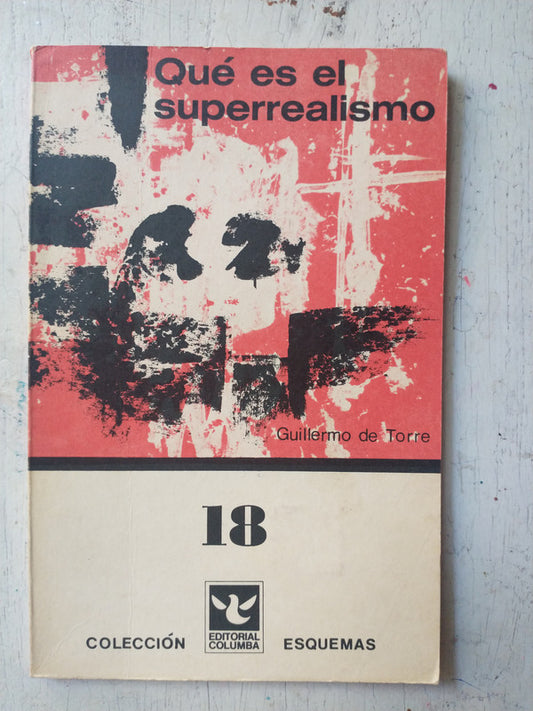 Qué es el
superrealismo
Guillermo de Torre
18
EDITORIAL
COLUMBA
COLECCIÓN
ESQUEMAS